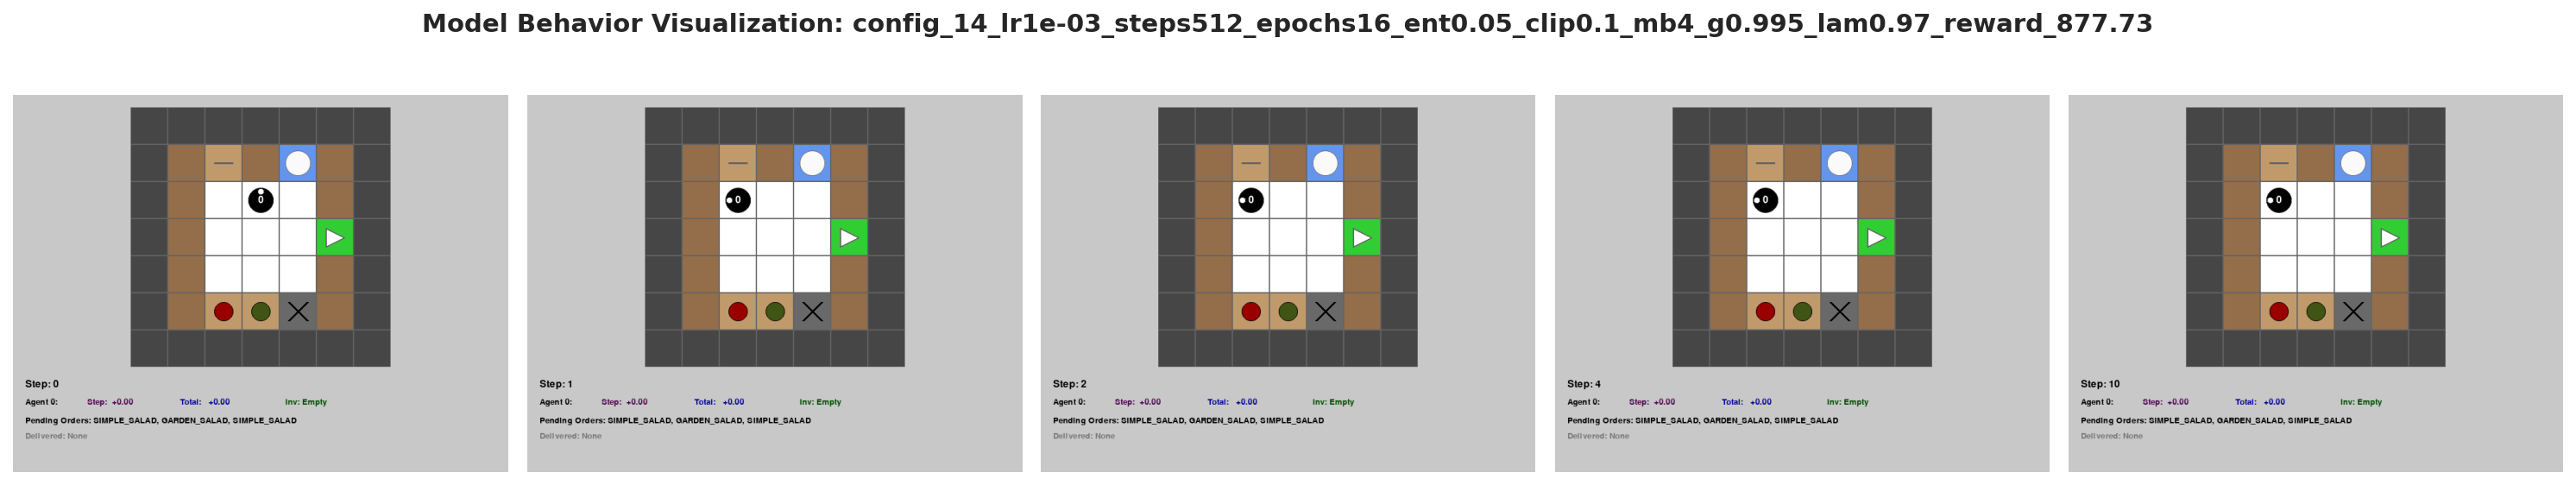 Model Behavior Visualization: config_14_lr1e-03_steps512_epochs16_ent0.05_clip0.1_mb4_g0.995_lam0.97_reward_877.73
0
Step: 0
Agent 0: Step: +0.00 Total: +0.00 Inv: Empty
Pending Orders: SIMPLE_SALAD, GARDEN_SALAD, SIMPLE_SALAD
Delivered: None
0
Step: 1
Agent 0: Step: +0.00 Total: +0.00 Inv: Empty
Pending Orders: SIMPLE_SALAD, GARDEN_SALAD, SIMPLE_SALAD
Delivered: None
0
Step: 2
Agent 0: Step: +0.00 Total: +0.00 Inv: Empty
Pending Orders: SIMPLE_SALAD, GARDEN_SALAD, SIMPLE_SALAD
Delivered: None
0
Step: 4
Agent 0: Step: +0.00 Total: +0.00 Inv: Empty
Pending Orders: SIMPLE_SALAD, GARDEN_SALAD, SIMPLE_SALAD
Delivered: None
0
Step: 10
Agent 0: Step: +0.00 Total: +0.00 Inv: Empty
Pending Orders: SIMPLE_SALAD, GARDEN_SALAD, SIMPLE_SALAD
Delivered: None